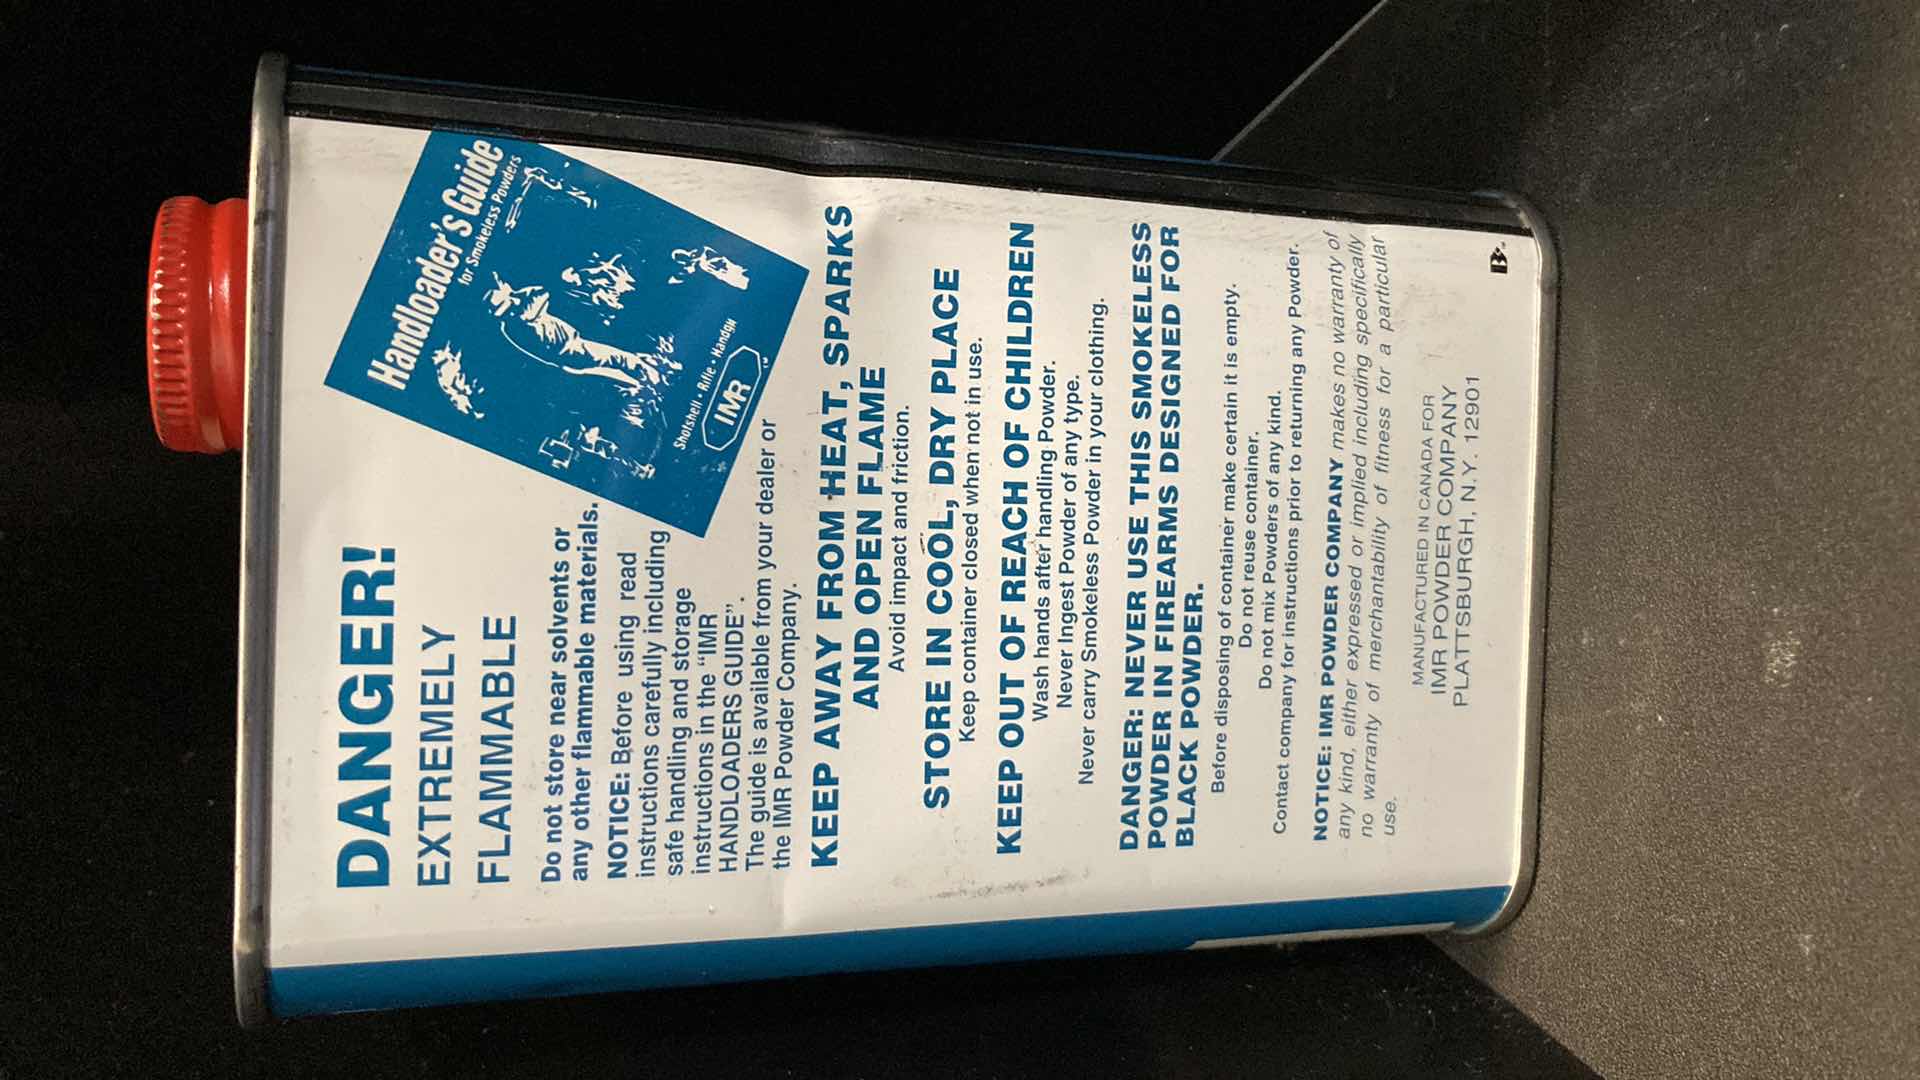 Handloader's Guide
for Smokeless Powders
Shotshell • Rifle • Handgun
IMR
DANGER!
EXTREMELY
FLAMMABLE
Do not store near solvents or
any other flammable materials.
NOTICE: Before using read
instructions carefully including
safe handling and storage
instructions in the “IMR
HANDLOADERS GUIDE”.
The guide is available from your dealer or
the IMR Powder Company.
KEEP AWAY FROM HEAT, SPARKS
AND OPEN FLAME
Avoid impact and friction.
STORE IN COOL, DRY PLACE
Keep container closed when not in use.
KEEP OUT OF REACH OF CHILDREN
Wash hands after handling Powder.
Never Ingest Powder of any type.
Never carry Smokeless Powder in your clothing.
DANGER: NEVER USE THIS SMOKELESS
POWDER IN FIREARMS DESIGNED FOR
BLACK POWDER.
Before disposing of container make certain it is empty.
Do not reuse container.
Do not mix Powders of any kind.
Contact company for instructions prior to returning any Powder.
NOTICE: IMR POWDER COMPANY makes no warranty of
any kind, either expressed or implied including specifically
no warranty of merchantability of fitness for a particular
use.
MANUFACTURED IN CANADA FOR
IMR POWDER COMPANY
PLATTSBURGH, N.Y. 12901
B